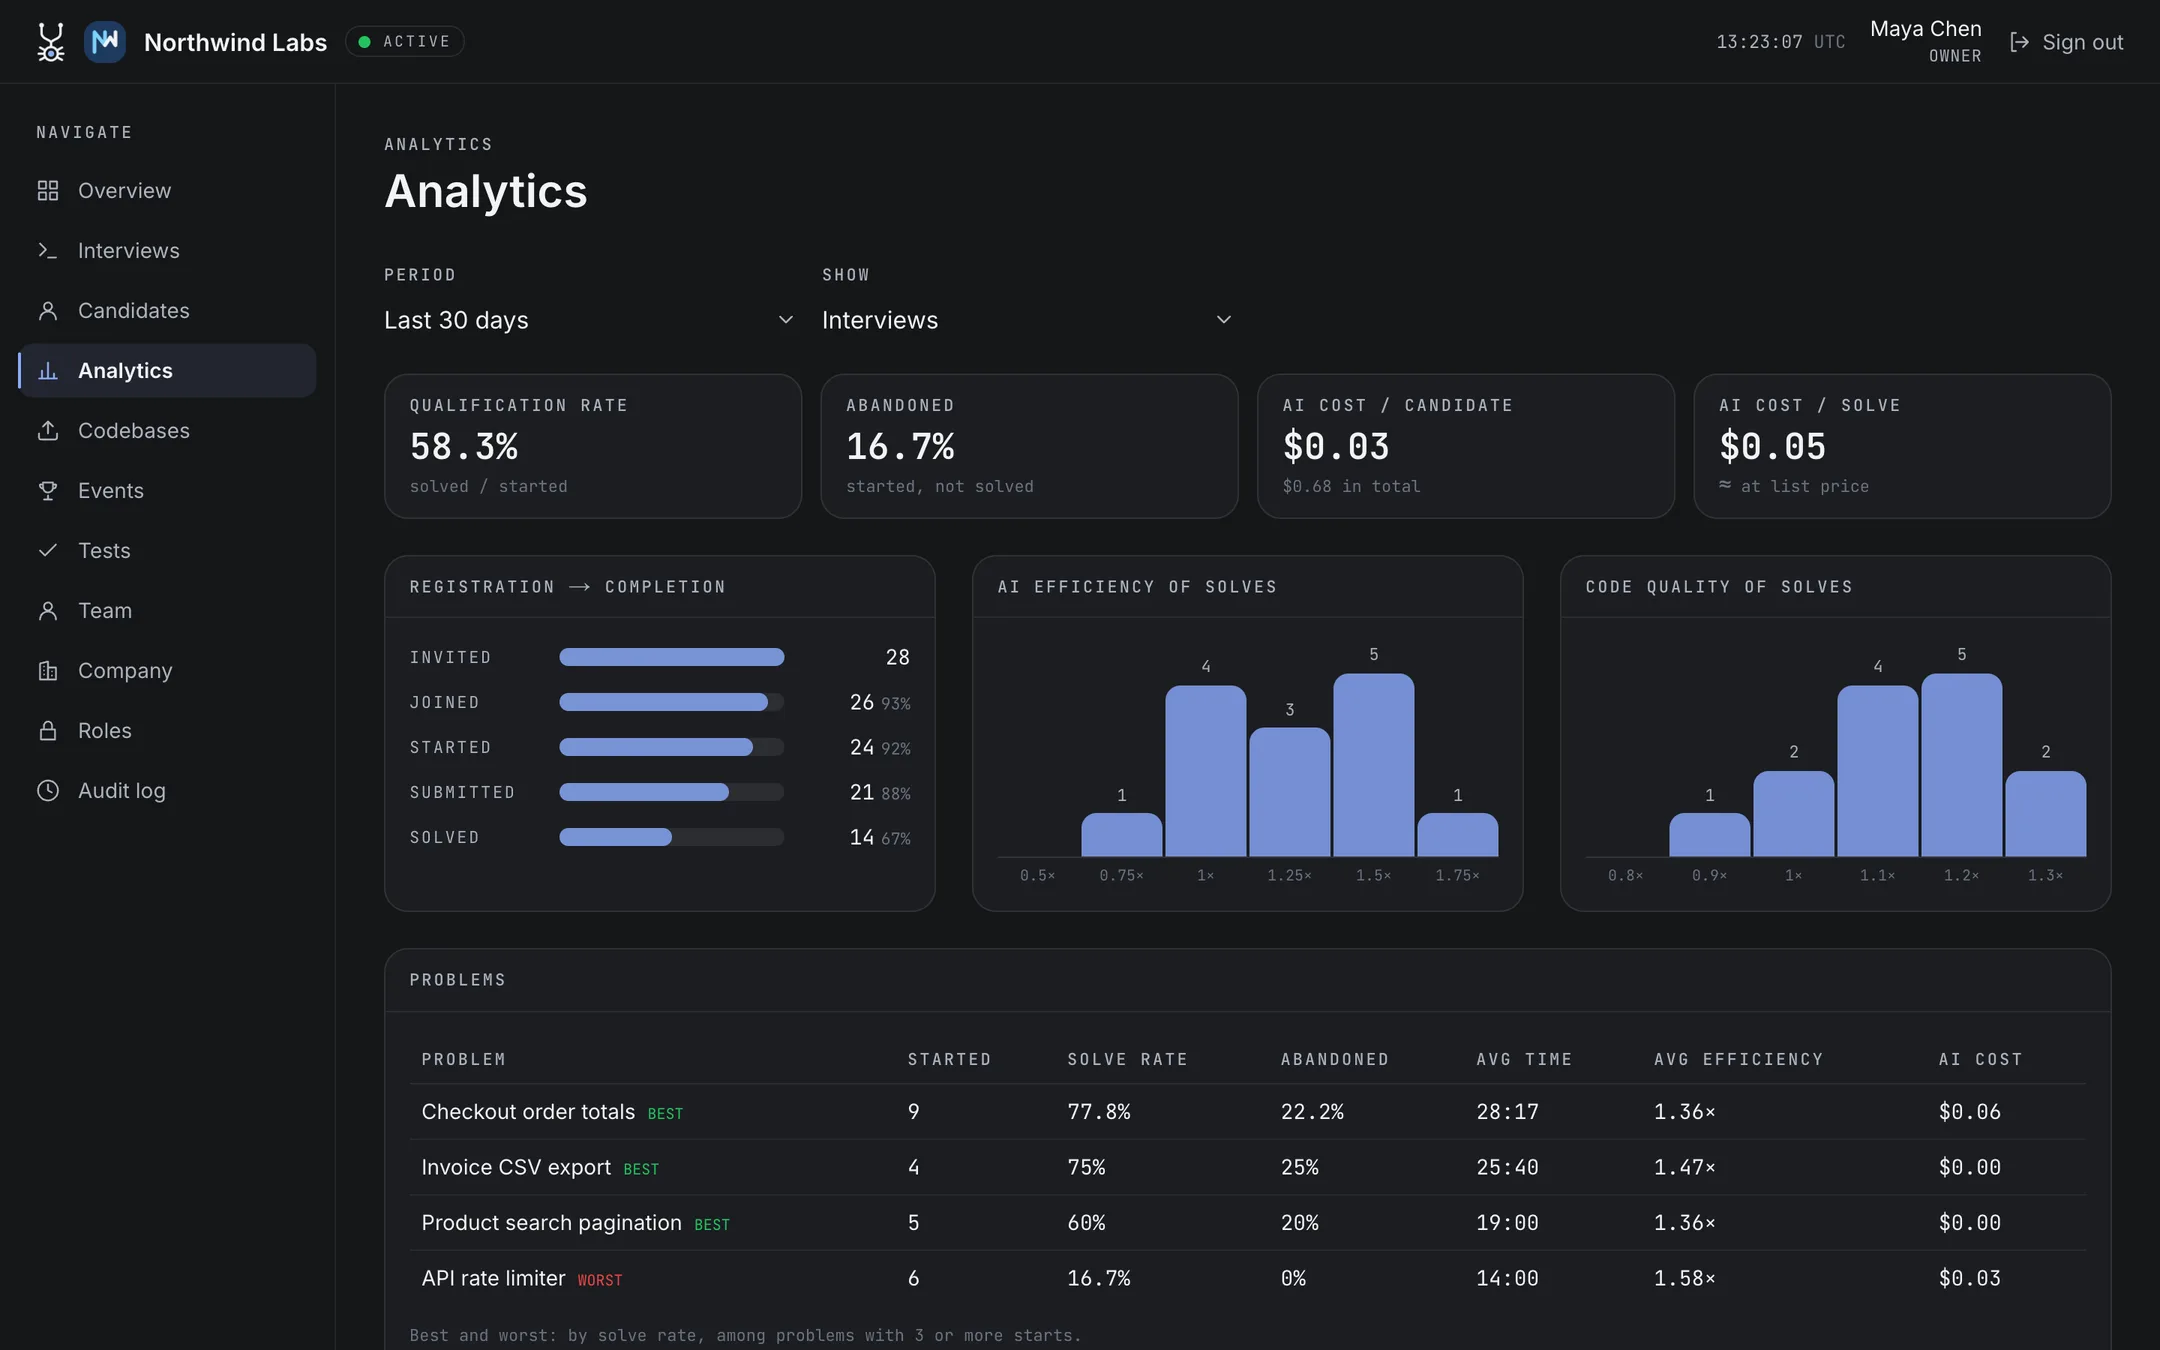 Northwind Labs
ACTIVE
13:23:07 UTC
Maya Chen
OWNER
Sign out
NAVIGATE
Overview
Interviews
Candidates
Analytics
Codebases
Events
Tests
Team
Company
Roles
Audit log
ANALYTICS
Analytics
PERIOD
Last 30 days
SHOW
Interviews
QUALIFICATION RATE
58.3%
solved / started
ABANDONED
16.7%
started, not solved
AI COST / CANDIDATE
$0.03
$0.68 in total
AI COST / SOLVE
$0.05
≈ at list price
REGISTRATION → COMPLETION
INVITED 28
JOINED 26 93%
STARTED 24 92%
SUBMITTED 21 88%
SOLVED 14 67%
AI EFFICIENCY OF SOLVES
1 4 3 5 1
0.5× 0.75× 1× 1.25× 1.5× 1.75×
CODE QUALITY OF SOLVES
1 2 4 5 2
0.8× 0.9× 1× 1.1× 1.2× 1.3×
PROBLEMS
PROBLEM STARTED SOLVE RATE ABANDONED AVG TIME AVG EFFICIENCY AI COST
Checkout order totals BEST 9 77.8% 22.2% 28:17 1.36× $0.06
Invoice CSV export BEST 4 75% 25% 25:40 1.47× $0.00
Product search pagination BEST 5 60% 20% 19:00 1.36× $0.00
API rate limiter WORST 6 16.7% 0% 14:00 1.58× $0.03
Best and worst: by solve rate, among problems with 3 or more starts.